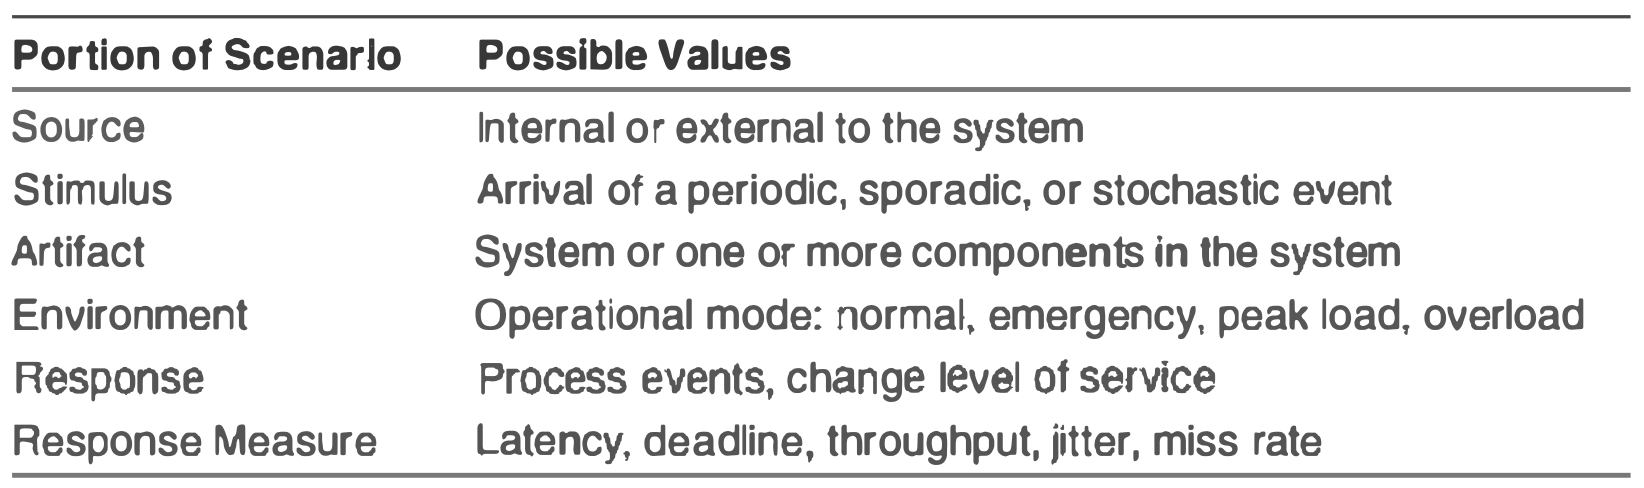 Portion of Scenario Possible Values
Source Internal or external to the system
Stimulus Arrival of a periodic, sporadic, or stochastic event
Artifact System or one or more components in the system
Environment Operational mode: normal, emergency, peak load, overload
Response Process events, change level of service
Response Measure Latency, deadline, throughput, jitter, miss rate